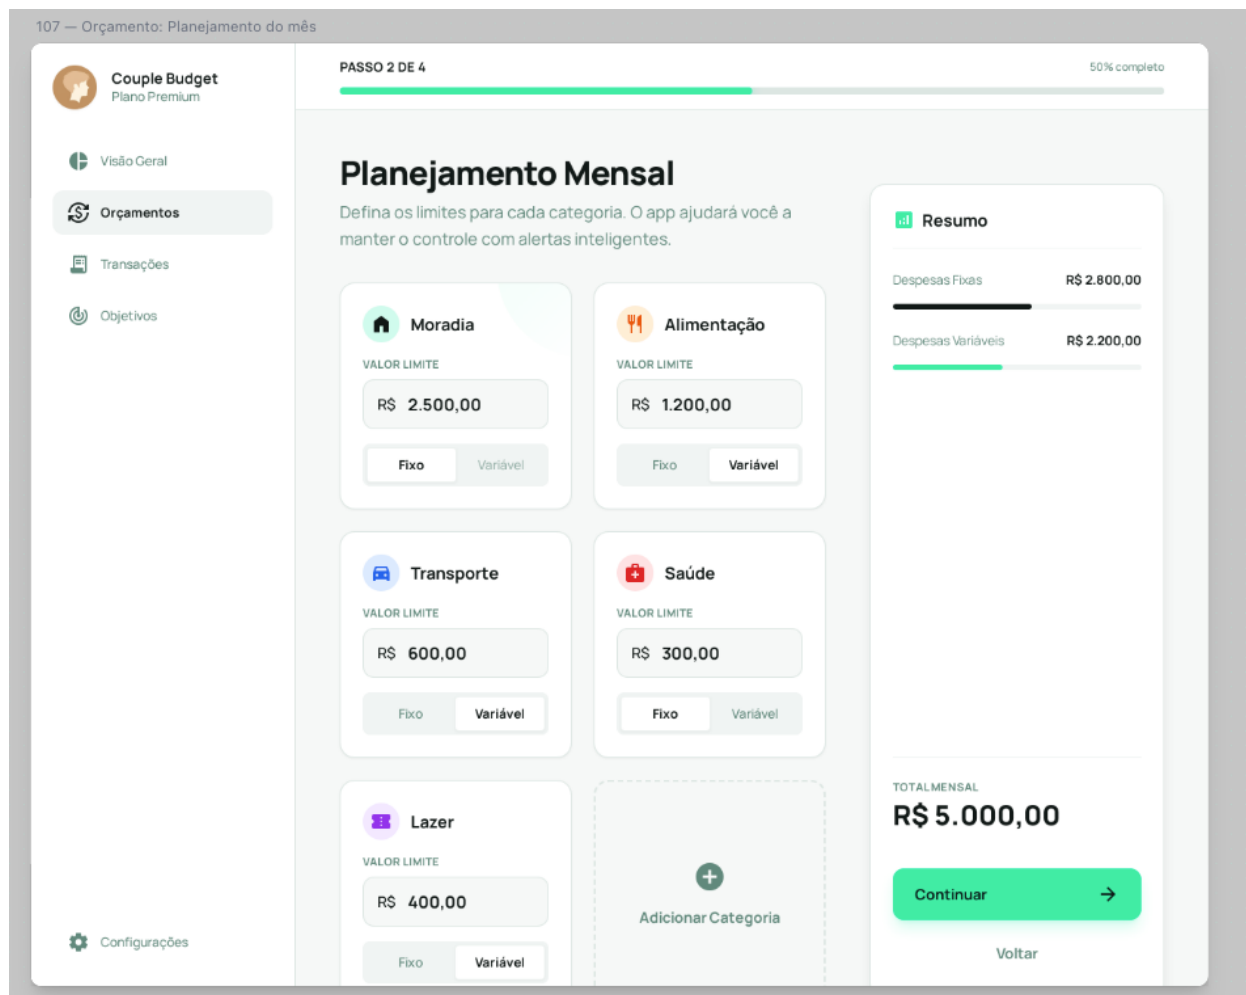 107 — Orçamento: Planejamento do mês
Couple Budget
Plano Premium
Visão Geral
Orçamentos
Transações
Objetivos
Configurações
PASSO 2 DE 4
50% completo
Planejamento Mensal
Defina os limites para cada categoria. O app ajudará você a
manter o controle com alertas inteligentes.
Moradia
VALOR LIMITE
R$ 2.500,00
Fixo Variável
Alimentação
VALOR LIMITE
R$ 1.200,00
Fixo Variável
Transporte
VALOR LIMITE
R$ 600,00
Fixo Variável
Saúde
VALOR LIMITE
R$ 300,00
Fixo Variável
Lazer
VALOR LIMITE
R$ 400,00
Fixo Variável
Adicionar Categoria
Resumo
Despesas Fixas R$ 2.800,00
Despesas Variáveis R$ 2.200,00
TOTAL MENSAL
R$ 5.000,00
Continuar
Voltar